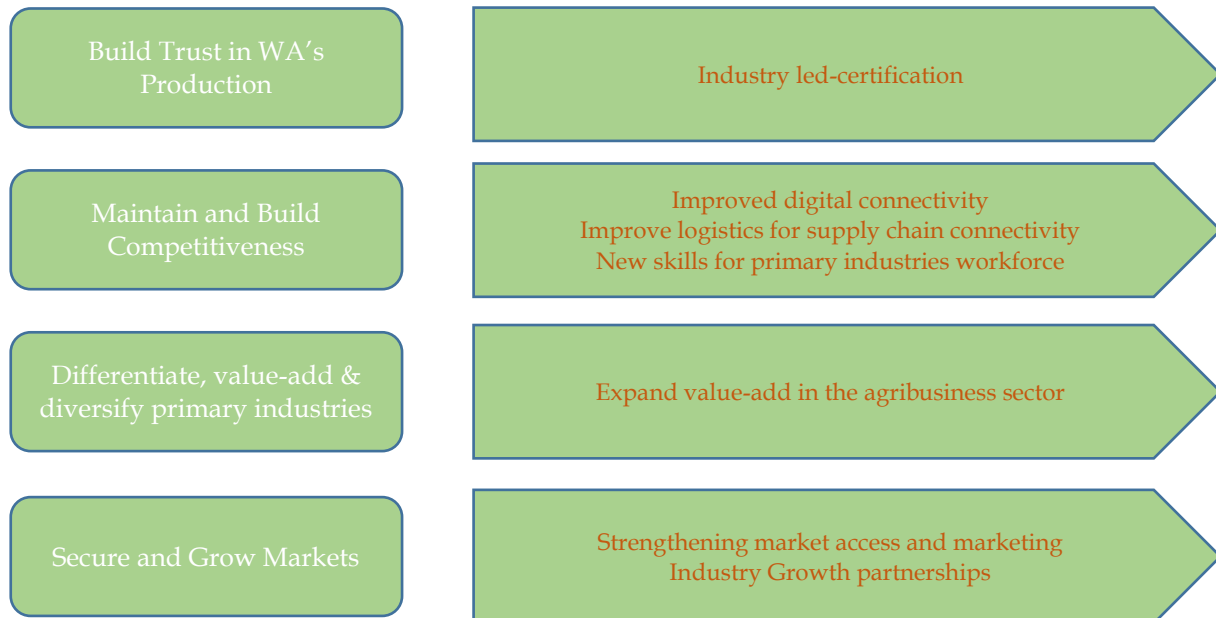 Build Trust in WA’s
Production
Industry led-certification
Maintain and Build
Competitiveness
Improved digital connectivity
Improve logistics for supply chain connectivity
New skills for primary industries workforce
Differentiate, value-add &
diversify primary industries
Expand value-add in the agribusiness sector
Secure and Grow Markets
Strengthening market access and marketing
Industry Growth partnerships